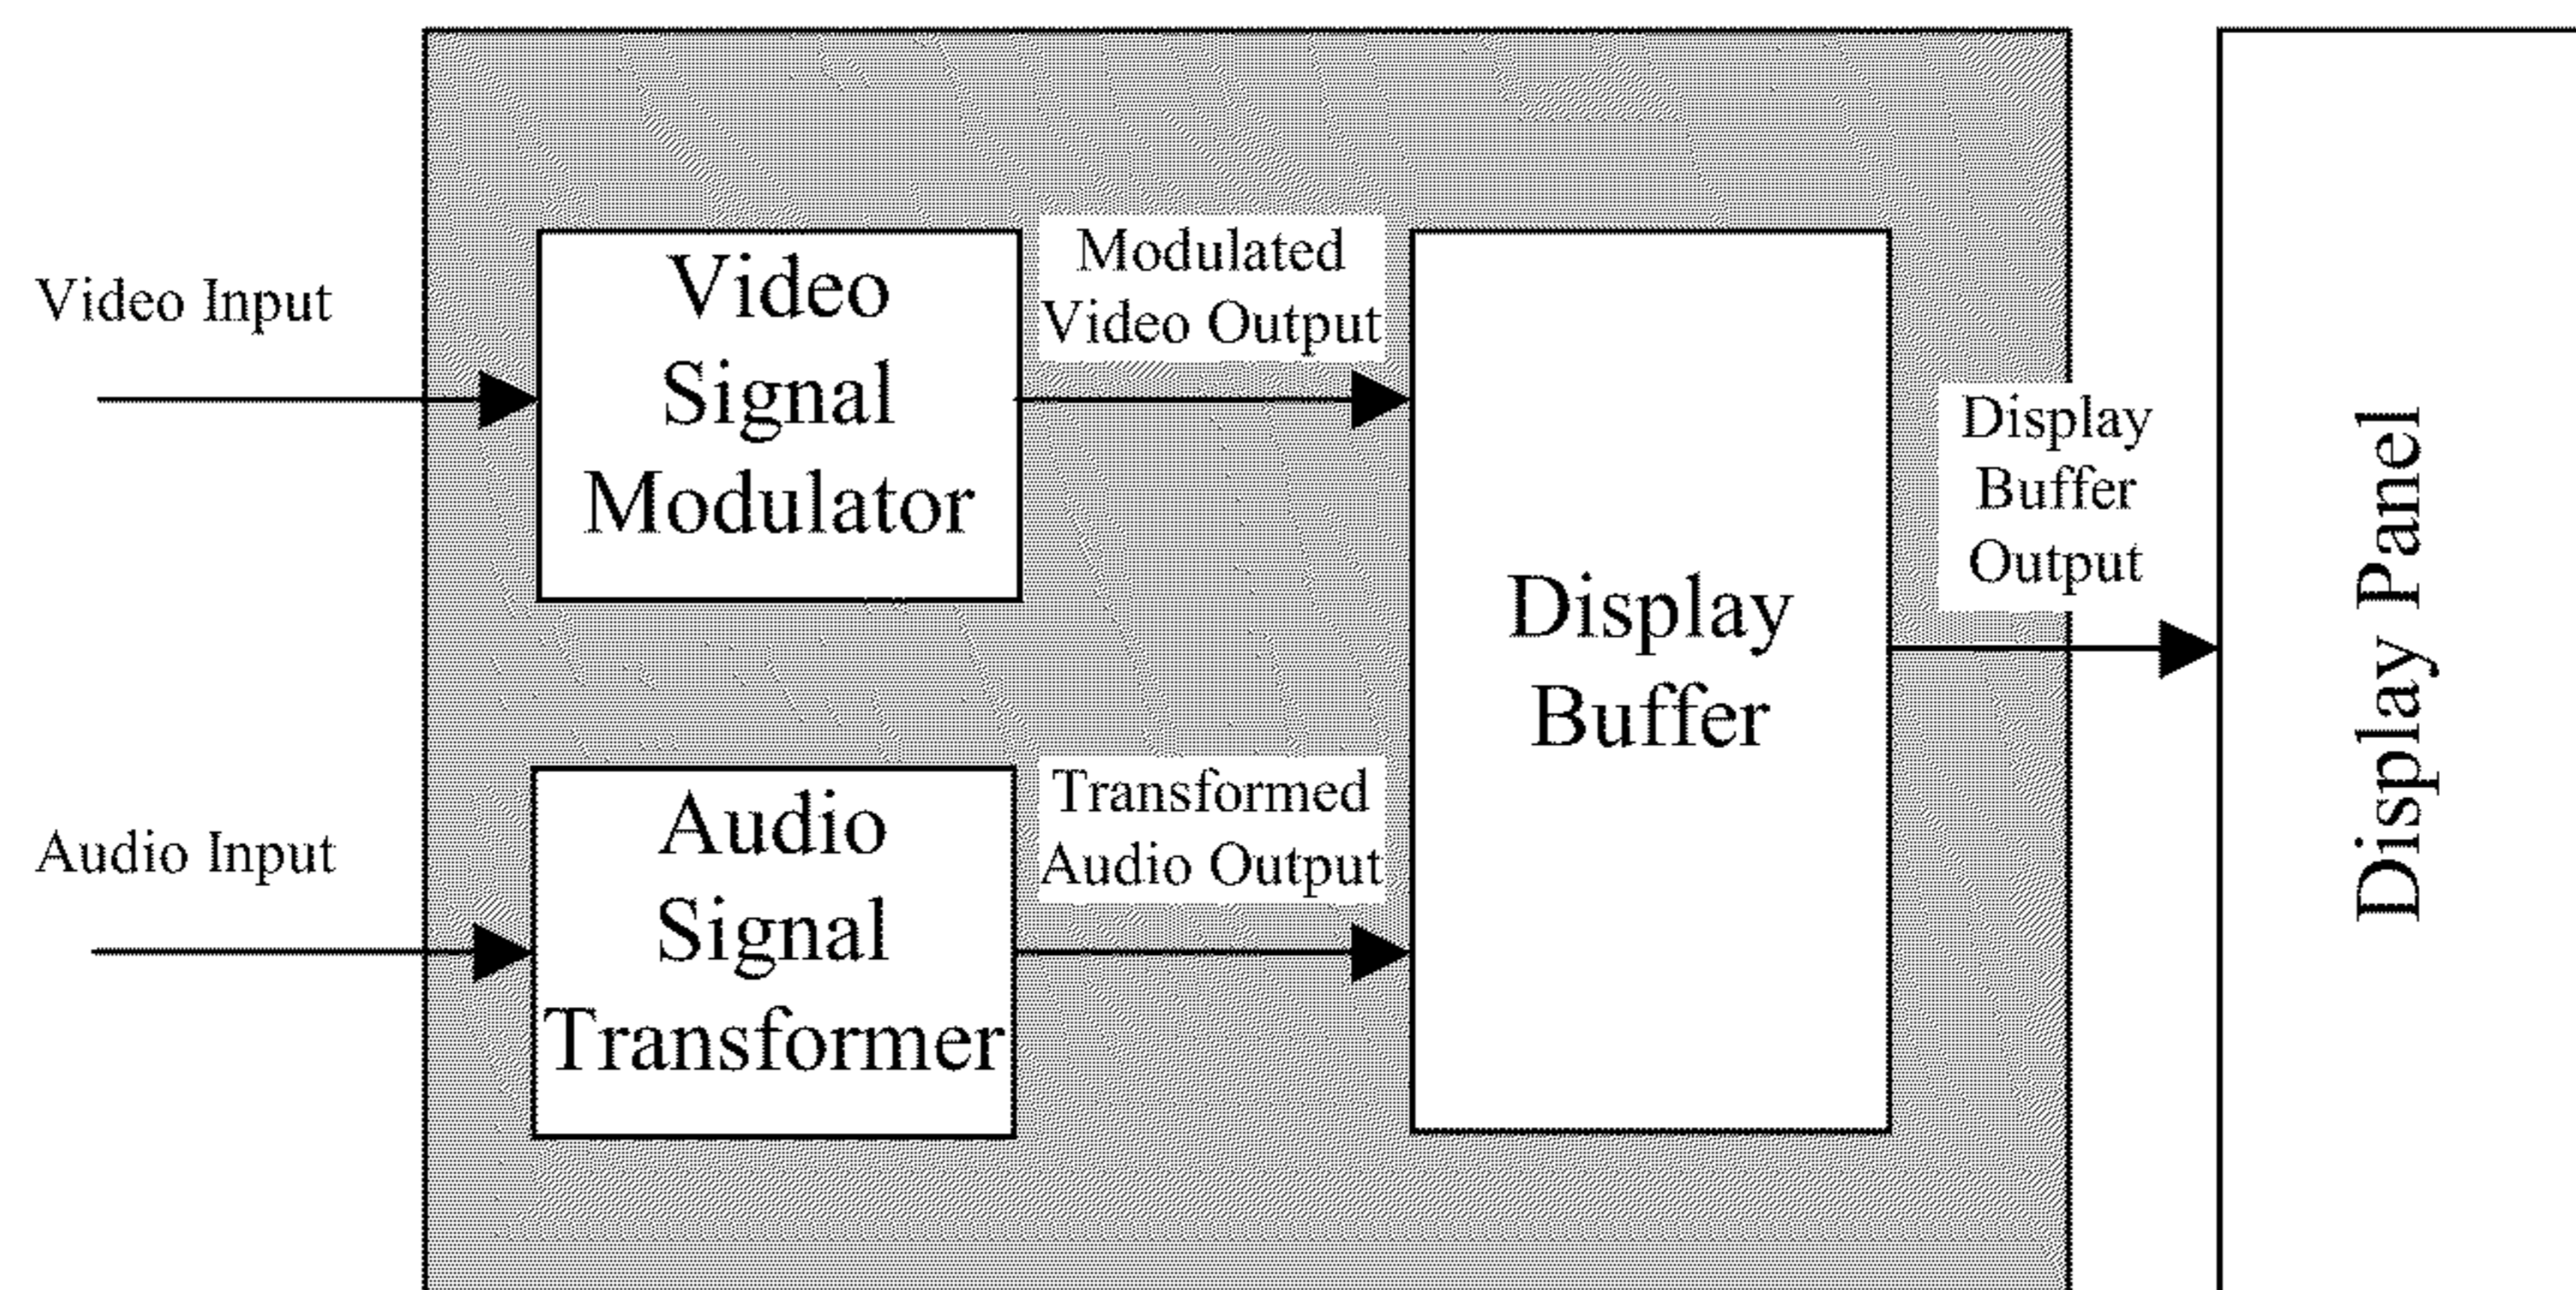 Video Input
Video
Signal
Modulator
Modulated
Video Output
Audio Input
Audio
Signal
Transformer
Transformed
Audio Output
Display
Buffer
Display
Buffer
Output
Display Panel